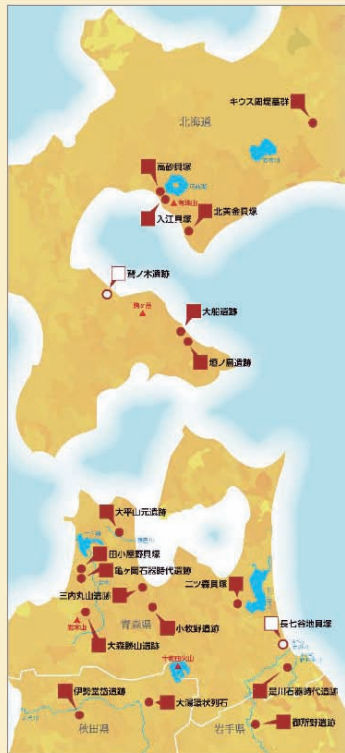 キウス周堤墓群
北海道
高砂貝塚
有珠山
入江貝塚
北黄金貝塚
鷲ノ木遺跡
駒ヶ岳
大船遺跡
垣ノ島遺跡
大平山元遺跡
田小屋野貝塚
亀ヶ岡石器時代遺跡
三内丸山遺跡
二ツ森貝塚
青森県
小牧野遺跡
長七谷地貝塚
岩木山
大森勝山遺跡
十和田火山
是川石器時代遺跡
伊勢堂岱遺跡
大湯環状列石
秋田県
岩手県
御所野遺跡